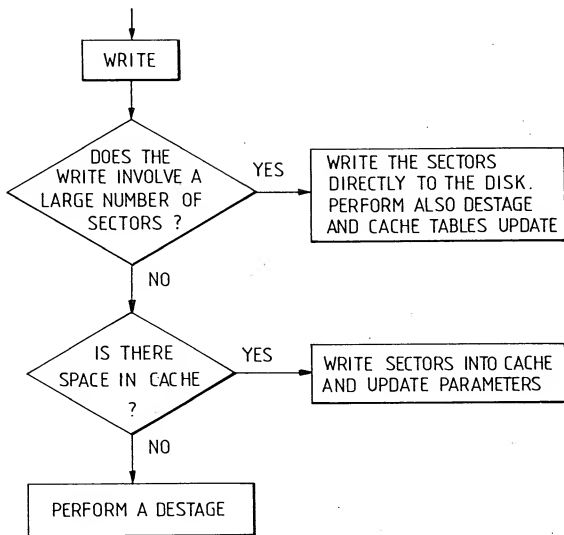 WRITE
DOES THE
WRITE INVOLVE A
LARGE NUMBER OF
SECTORS ?
YES
WRITE THE SECTORS
DIRECTLY TO THE DISK.
PERFORM ALSO DESTAGE
AND CACHE TABLES UPDATE
NO
IS THERE
SPACE IN CACHE
?
YES
WRITE SECTORS INTO CACHE
AND UPDATE PARAMETERS
NO
PERFORM A DESTAGE